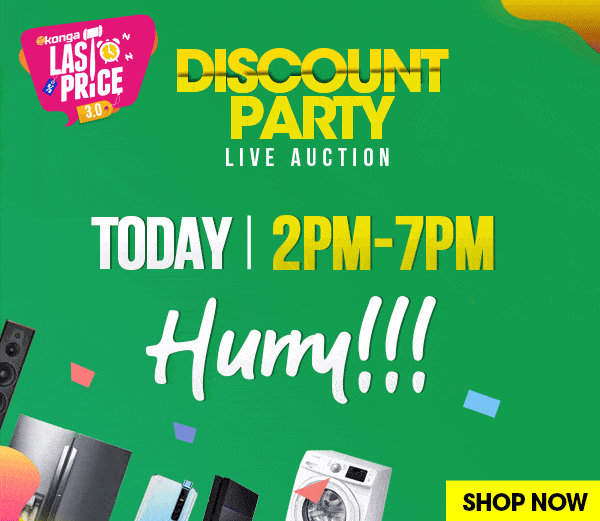 konga
LAST
PRICE
%
3.0
DISCOUNT
PARTY
LIVE AUCTION
TODAY | 2PM-7PM
Hurry!!!
SHOP NOW